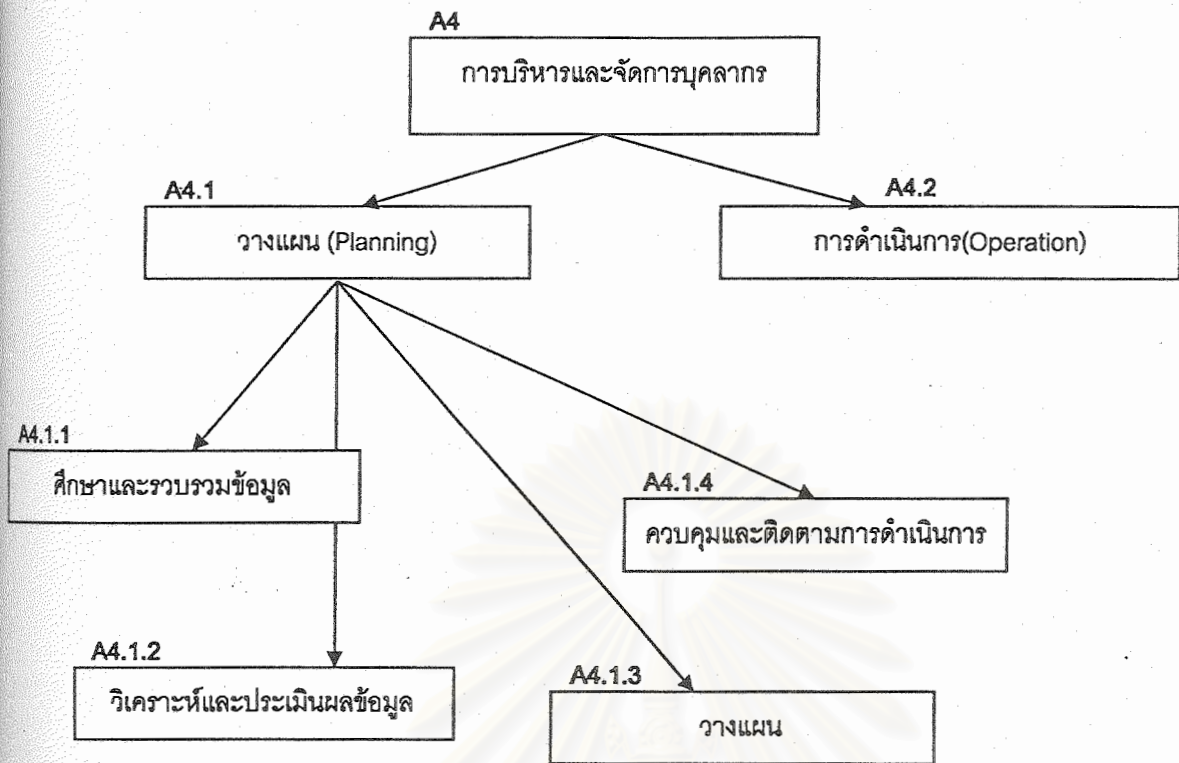 A4
การบริหารและจัดการบุคลากร
A4.1
วางแผน (Planning)
A4.2
การดำเนินการ(Operation)
A4.1.1
ศึกษาและรวบรวมข้อมูล
A4.1.4
ควบคุมและติดตามการดำเนินการ
A4.1.2
วิเคราะห์และประเมินผลข้อมูล
A4.1.3
วางแผน